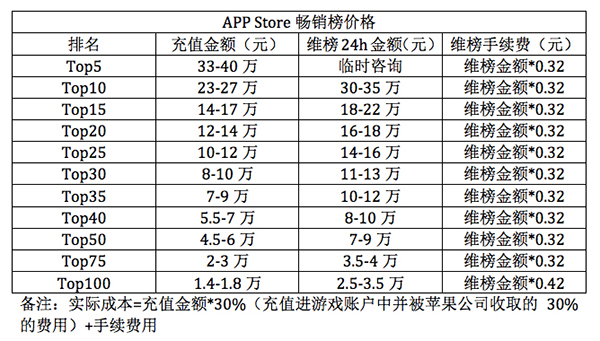 APP Store 畅销榜价格
排名 充值金额（元） 维榜 24h 金额（元） 维榜手续费（元）
Top5 33-40 万 临时咨询 维榜金额*0.32
Top10 23-27 万 30-35 万 维榜金额*0.32
Top15 14-17 万 18-22 万 维榜金额*0.32
Top20 12-14 万 16-18 万 维榜金额*0.32
Top25 10-12 万 14-16 万 维榜金额*0.32
Top30 8-10 万 11-13 万 维榜金额*0.32
Top35 7-9 万 10-12 万 维榜金额*0.32
Top40 5.5-7 万 8-10 万 维榜金额*0.32
Top50 4.5-6 万 7-9 万 维榜金额*0.32
Top75 2-3 万 3.5-4 万 维榜金额*0.32
Top100 1.4-1.8 万 2.5-3.5 万 维榜金额*0.42
备注：实际成本=充值金额*30%（充值进游戏账户中并被苹果公司收取的 30%
的费用）+手续费用